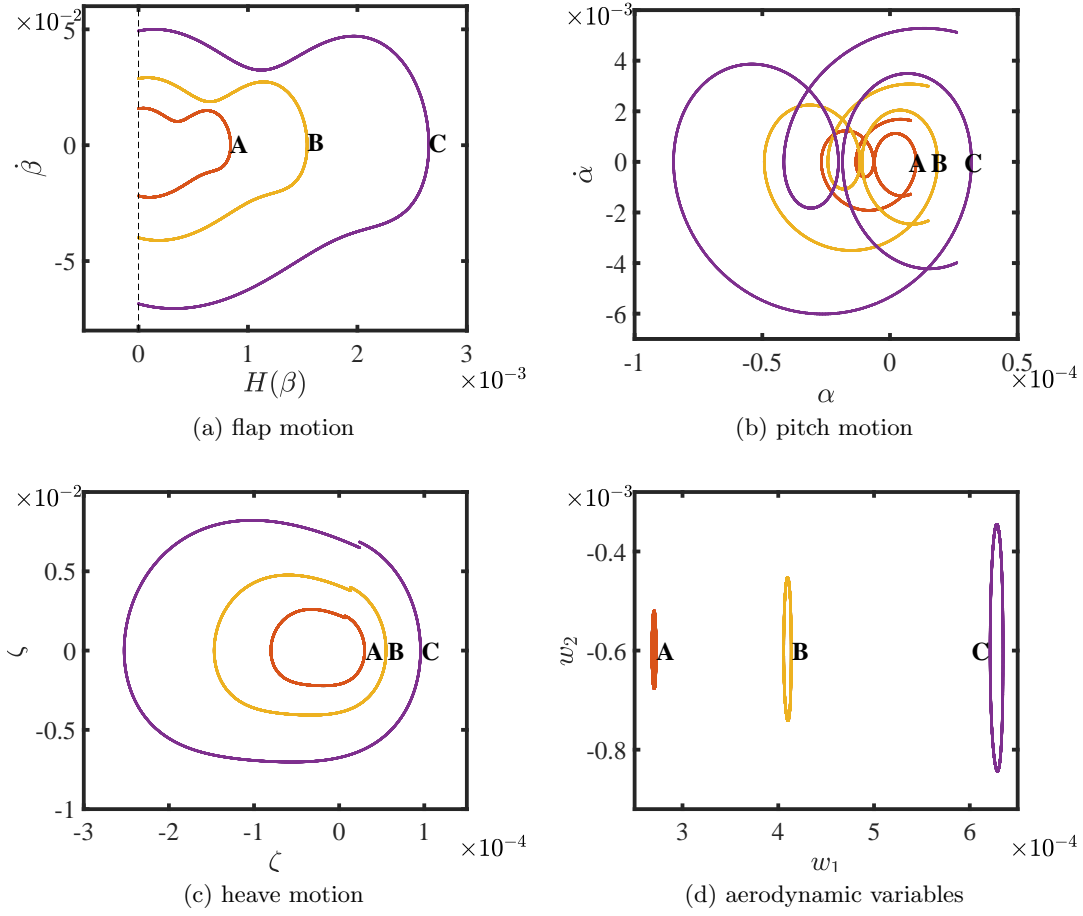 ×10⁻²
5
0
-5
β̇
A
B
C
0 1 2 3
×10⁻³
H(β)
(a) flap motion
×10⁻³
6
4
2
0
-2
-4
-6
α̇
A B C
-1 -0.5 0 0.5
×10⁻⁴
α
(b) pitch motion
×10⁻²
1
0.5
0
-0.5
-1
ζ
A B C
-3 -2 -1 0 1
×10⁻⁴
ζ
(c) heave motion
×10⁻³
-0.4
-0.6
-0.8
w₂
A B C
3 4 5 6
×10⁻⁴
w₁
(d) aerodynamic variables